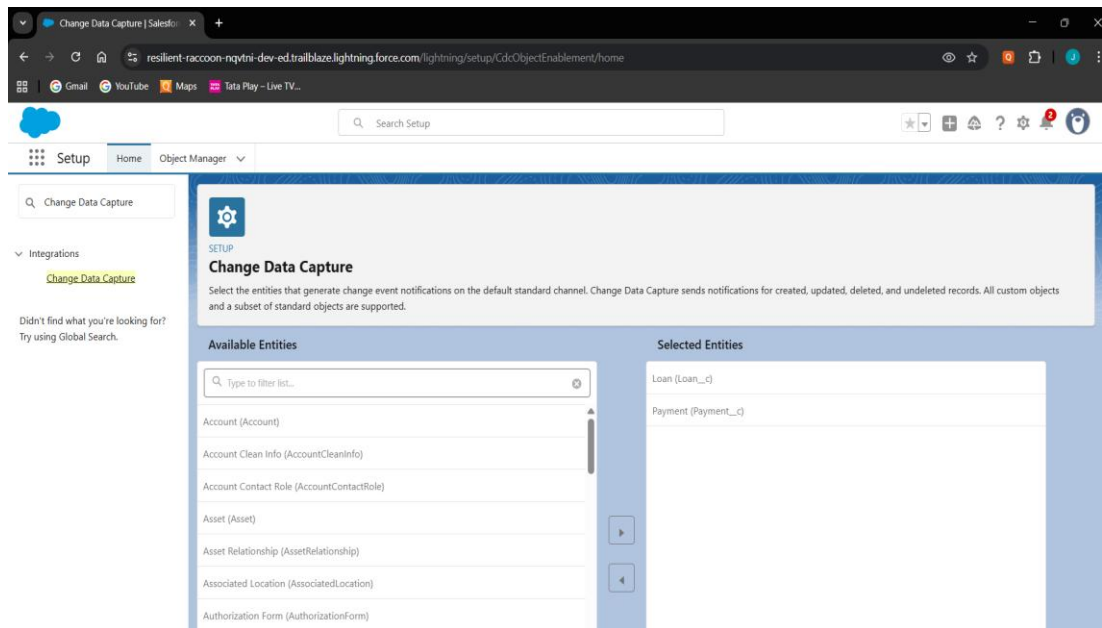 Change Data Capture | Salesfo
resilient-raccoon-nqvtni-dev-ed.trailblaze.lightning.force.com/lightning/setup/CdcObjectEnablement/home
Gmail YouTube Maps Tata Play – Live TV...
Search Setup
2
Setup Home Object Manager
Change Data Capture
Integrations
Change Data Capture
Didn't find what you're looking for?
Try using Global Search.
SETUP
Change Data Capture
Select the entities that generate change event notifications on the default standard channel. Change Data Capture sends notifications for created, updated, deleted, and undeleted records. All custom objects
and a subset of standard objects are supported.
Available Entities
Type to filter list...
Account (Account)
Account Clean Info (AccountCleanInfo)
Account Contact Role (AccountContactRole)
Asset (Asset)
Asset Relationship (AssetRelationship)
Associated Location (AssociatedLocation)
Authorization Form (AuthorizationForm)
Selected Entities
Loan (Loan__c)
Payment (Payment__c)